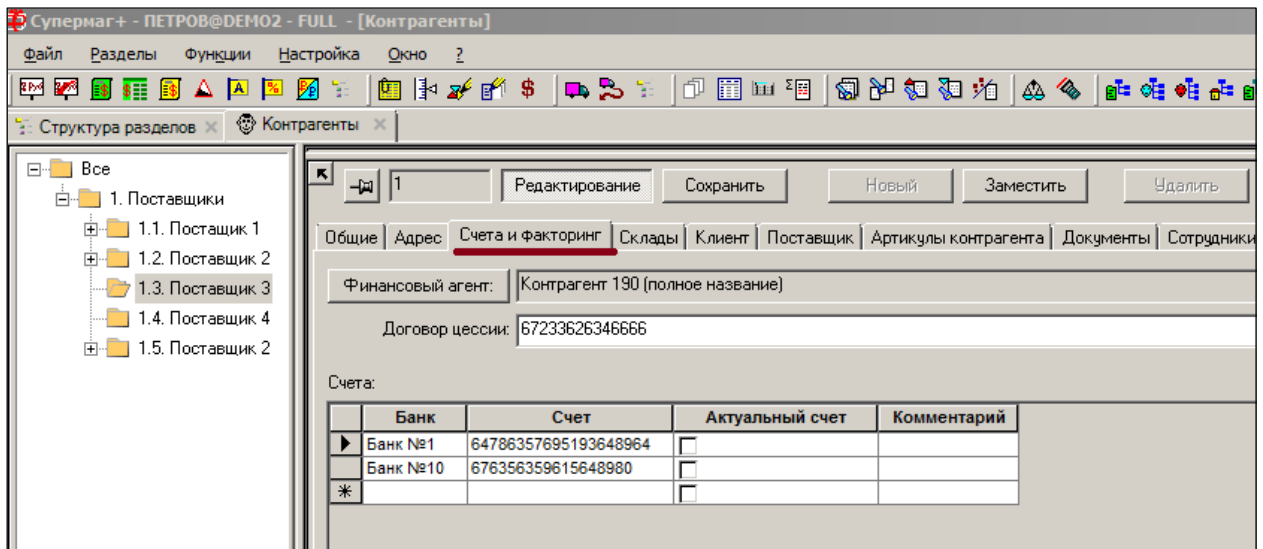 Супермаг+ - ПЕТРОВ@DEMO2 - FULL - [Контрагенты]
Файл Разделы Функции Настройка Окно ?
Структура разделов × Контрагенты ×
Все
1. Поставщики
1.1. Постащик 1
1.2. Поставщик 2
1.3. Поставщик 3
1.4. Поставщик 4
1.5. Поставщик 2
1 Редактирование Сохранить Новый Заместить Удалить
Общие Адрес Счета и факторинг Склады Клиент Поставщик Артикулы контрагента Документы Сотрудники
Финансовый агент: Контрагент 190 (полное название)
Договор цессии: 67233626346666
Счета:
Банк Счет Актуальный счет Комментарий
Банк №1 64786357695193648964
Банк №10 676356359615648980